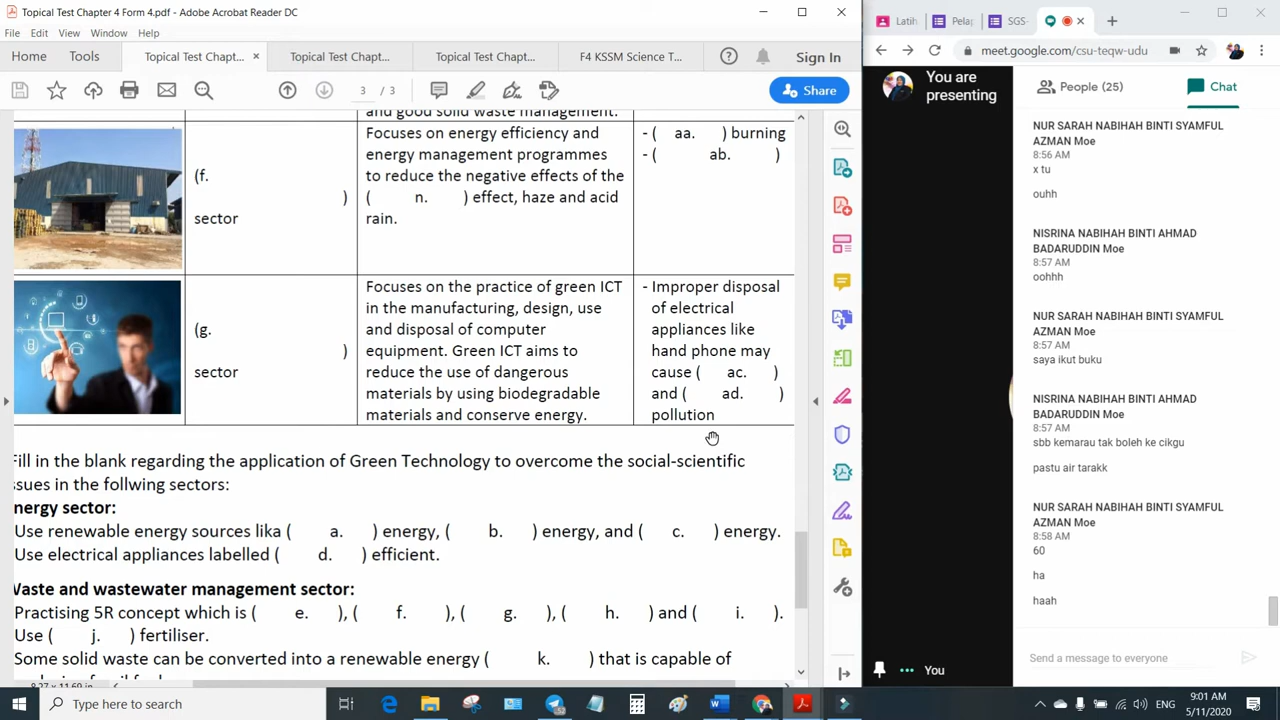 Topical Test Chapter 4 Form 4.pdf - Adobe Acrobat Reader DC
File Edit View Window Help
Home Tools Topical Test Chapt... Topical Test Chapt... Topical Test Chapt... F4 KSSM Science T... Sign In
3 / 3 Share
and good solid waste management.
(f.
)
sector
Focuses on energy efficiency and
energy management programmes
to reduce the negative effects of the
( n. ) effect, haze and acid
rain.
- ( aa. ) burning
- ( ab. )
(g.
)
sector
Focuses on the practice of green ICT
in the manufacturing, design, use
and disposal of computer
equipment. Green ICT aims to
reduce the use of dangerous
materials by using biodegradable
materials and conserve energy.
- Improper disposal
of electrical
appliances like
hand phone may
cause ( ac. )
and ( ad. )
pollution
Fill in the blank regarding the application of Green Technology to overcome the social-scientific
ssues in the follwing sectors:
nergy sector:
Use renewable energy sources lika ( a. ) energy, ( b. ) energy, and ( c. ) energy.
Use electrical appliances labelled ( d. ) efficient.
Waste and wastewater management sector:
Practising 5R concept which is ( e. ), ( f. ), ( g. ), ( h. ) and ( i. ).
Use ( j. ) fertiliser.
Some solid waste can be converted into a renewable energy ( k. ) that is capable of
8.27 x 11.69 in
Latih Pelap SGS-
meet.google.com/csu-teqw-udu
You are
presenting
People (25) Chat
NUR SARAH NABIHAH BINTI SYAMFUL
AZMAN Moe
8:56 AM
x tu
ouhh
NISRINA NABIHAH BINTI AHMAD
BADARUDDIN Moe
8:57 AM
oohhh
NUR SARAH NABIHAH BINTI SYAMFUL
AZMAN Moe
8:57 AM
saya ikut buku
NISRINA NABIHAH BINTI AHMAD
BADARUDDIN Moe
8:57 AM
sbb kemarau tak boleh ke cikgu
pastu air tarakk
NUR SARAH NABIHAH BINTI SYAMFUL
AZMAN Moe
8:58 AM
60
ha
haah
Send a message to everyone
You
Type here to search
ENG
9:01 AM
5/11/2020